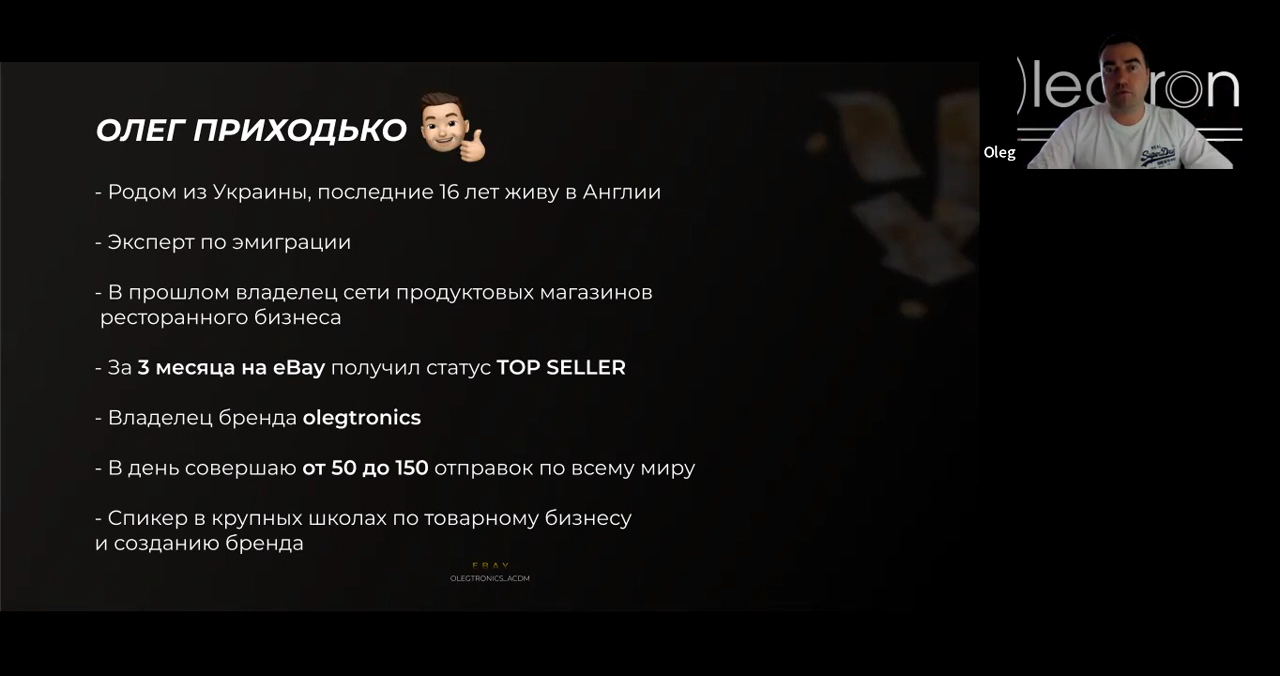 ОЛЕГ ПРИХОДЬКО
- Родом из Украины, последние 16 лет живу в Англии
- Эксперт по эмиграции
- В прошлом владелец сети продуктовых магазинов
ресторанного бизнеса
- За 3 месяца на eBay получил статус TOP SELLER
- Владелец бренда olegtronics
- В день совершаю от 50 до 150 отправок по всему миру
- Спикер в крупных школах по товарному бизнесу
и созданию бренда
EBAY
OLEGTRONICS_ACDM
Oleg